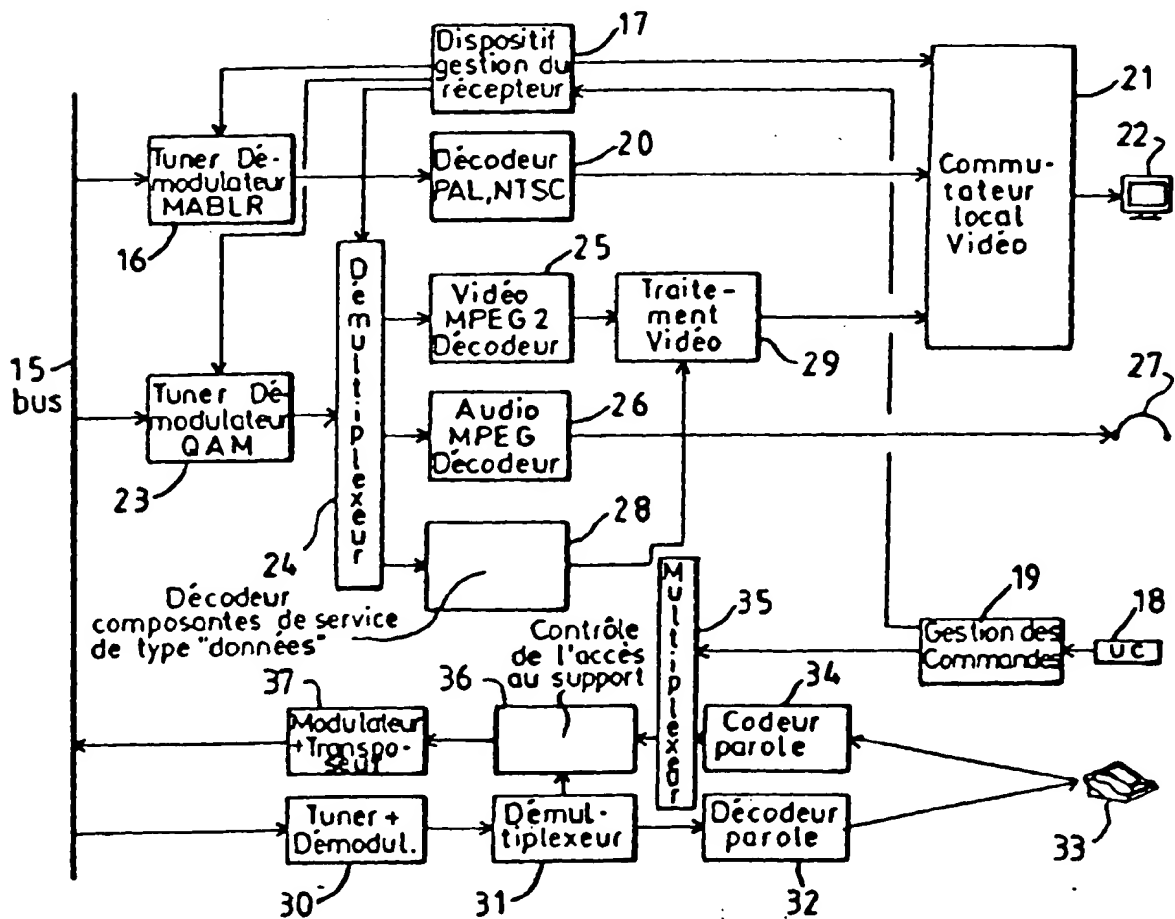 Dispositif
gestion du
récepteur
17
21
22
Tuner Dé-
modulateur
MABLR
16
Décodeur
PAL, NTSC
20
Commu-
tateur
local
Vidéo
Démultiplexeur
24
25
Vidéo
MPEG 2
Décodeur
Traite-
ment
Vidéo
29
15
bus
Tuner Dé-
modulateur
QAM
23
Audio
MPEG
Décodeur
26
27
28
Décodeur
composantes de service
de type "données"
Multiplexeur
35
19
Gestion des
Commandes
18
UC
Contrôle
de l'accès
au support
36
37
Modulateur
+Transpo-
seur
34
Codeur
parole
33
Tuner +
Démodul.
30
Démul-
tiplexeur
31
Décodeur
parole
32